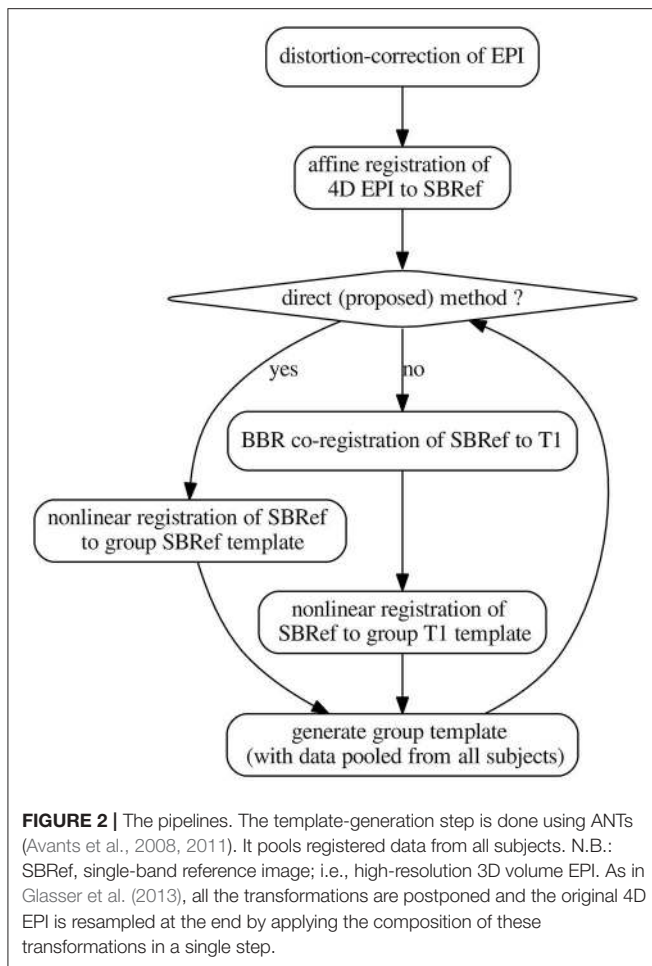 distortion-correction of EPI
affine registration of
4D EPI to SBRef
direct (proposed) method ?
yes
no
BBR co-registration of SBRef to T1
nonlinear registration of SBRef
to group SBRef template
nonlinear registration of
SBRef to group T1 template
generate group template
(with data pooled from all subjects)
FIGURE 2 | The pipelines. The template-generation step is done using ANTs
(Avants et al., 2008, 2011). It pools registered data from all subjects. N.B.:
SBRef, single-band reference image; i.e., high-resolution 3D volume EPI. As in
Glasser et al. (2013), all the transformations are postponed and the original 4D
EPI is resampled at the end by applying the composition of these
transformations in a single step.